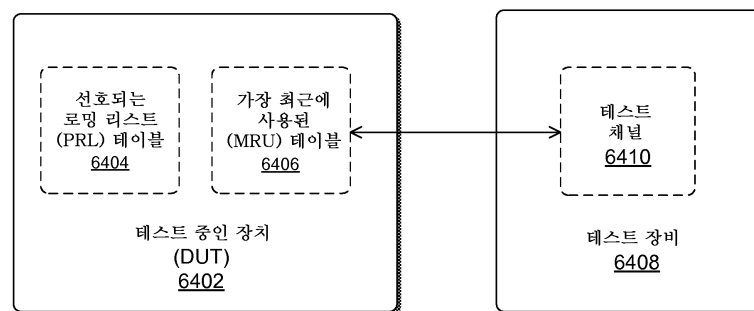 선호되는
로밍 리스트
(PRL) 테이블
6404
가장 최근에
사용된
(MRU) 테이블
6406
테스트 중인 장치
(DUT)
6402
테스트
채널
6410
테스트 장비
6408